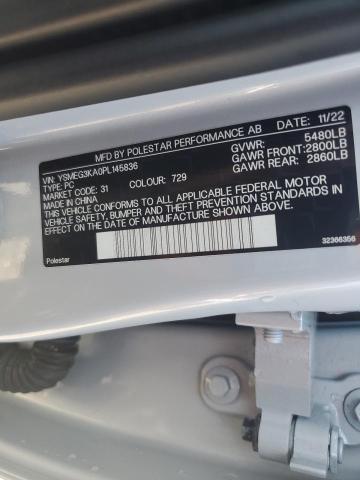 MFD BY POLESTAR PERFORMANCE AB 11/22
VIN: YSMEG3KA0PL145836
TYPE: PC
MARKET CODE: 31 COLOUR: 729
MADE IN CHINA
GVWR: 5480LB
GAWR FRONT:2800LB
GAWR REAR: 2860LB
THIS VEHICLE CONFORMS TO ALL APPLICABLE FEDERAL MOTOR
VEHICLE SAFETY, BUMPER, AND THEFT PREVENTION STANDARDS
IN EFFECT ON THE DATE OF MANUFACTURE SHOWN ABOVE.
Polestar
32366356